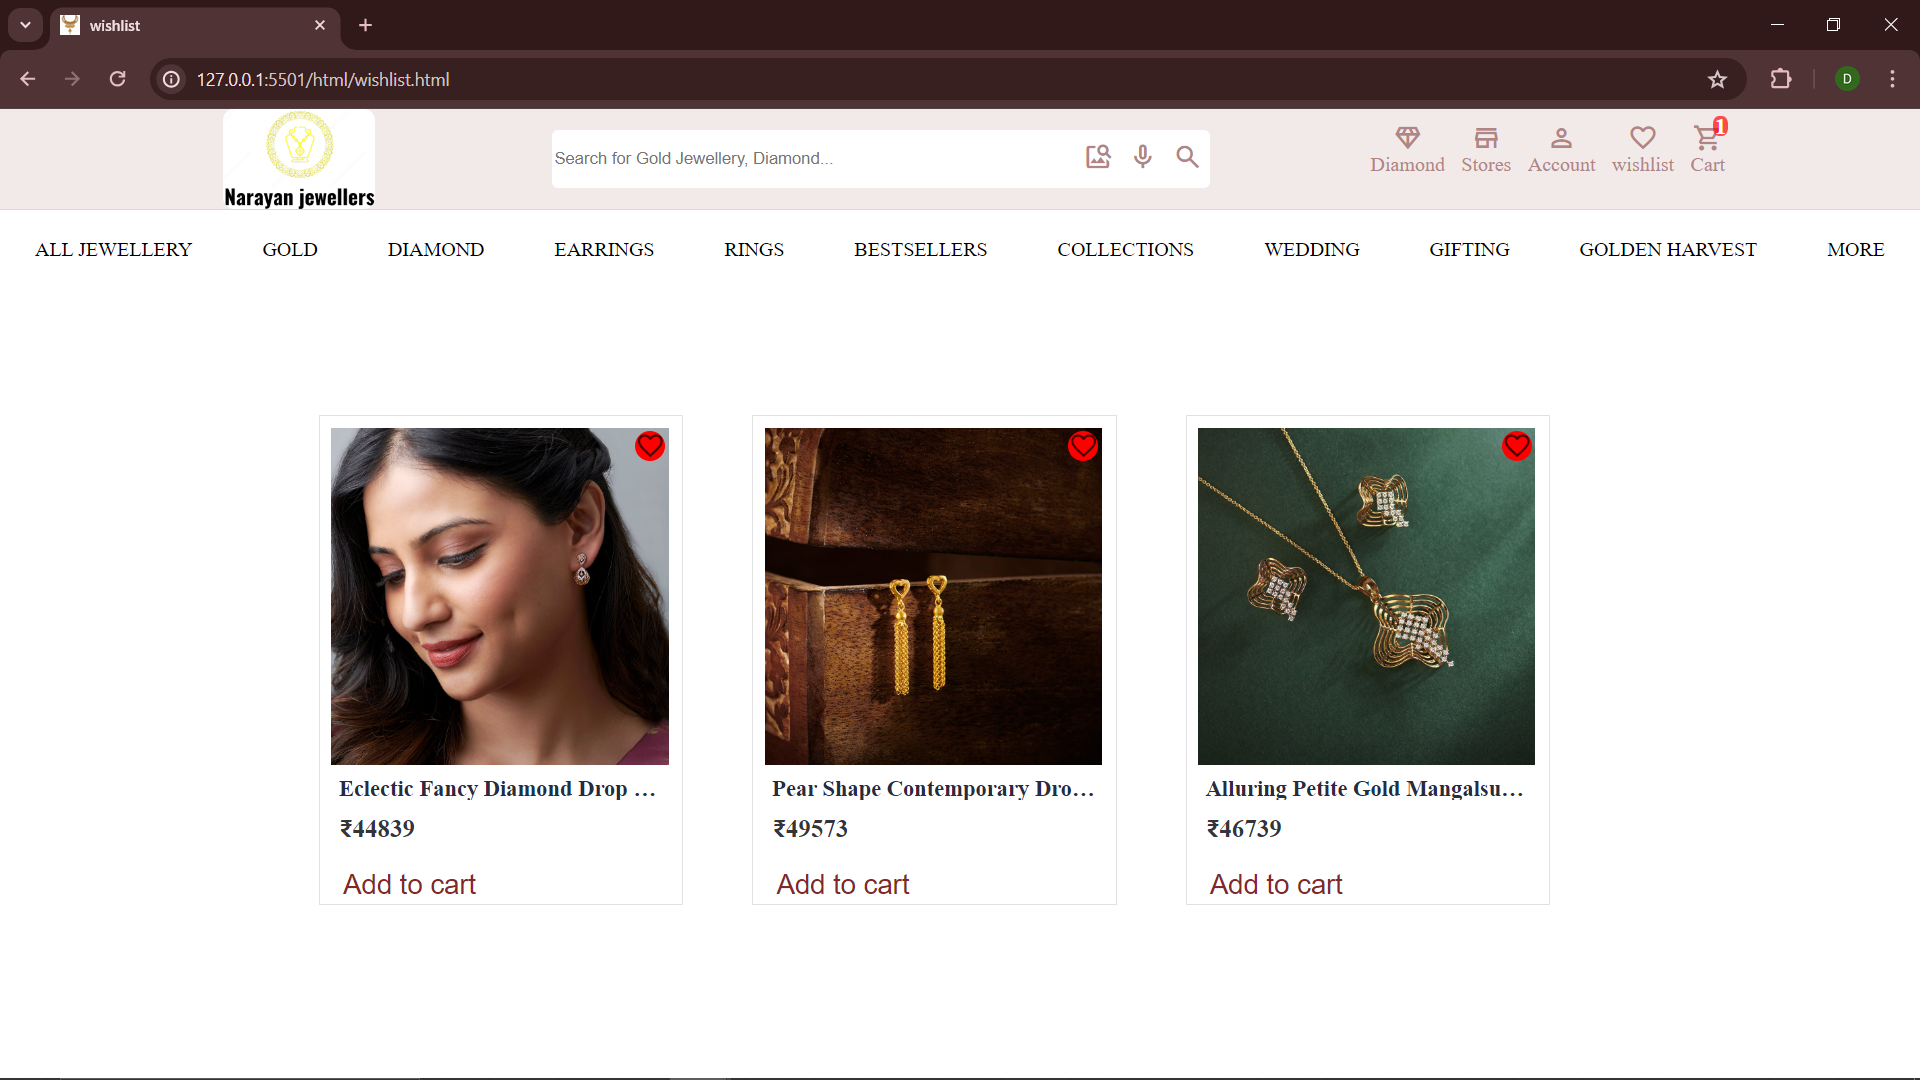 wishlist
127.0.0.1:5501/html/wishlist.html
D
Narayan jewellers
Search for Gold Jewellery, Diamond...
Diamond
Stores
Account
wishlist
1
Cart
ALL JEWELLERY
GOLD
DIAMOND
EARRINGS
RINGS
BESTSELLERS
COLLECTIONS
WEDDING
GIFTING
GOLDEN HARVEST
MORE
Eclectic Fancy Diamond Drop ...
₹44839
Add to cart
Pear Shape Contemporary Dro...
₹49573
Add to cart
Alluring Petite Gold Mangalsu...
₹46739
Add to cart